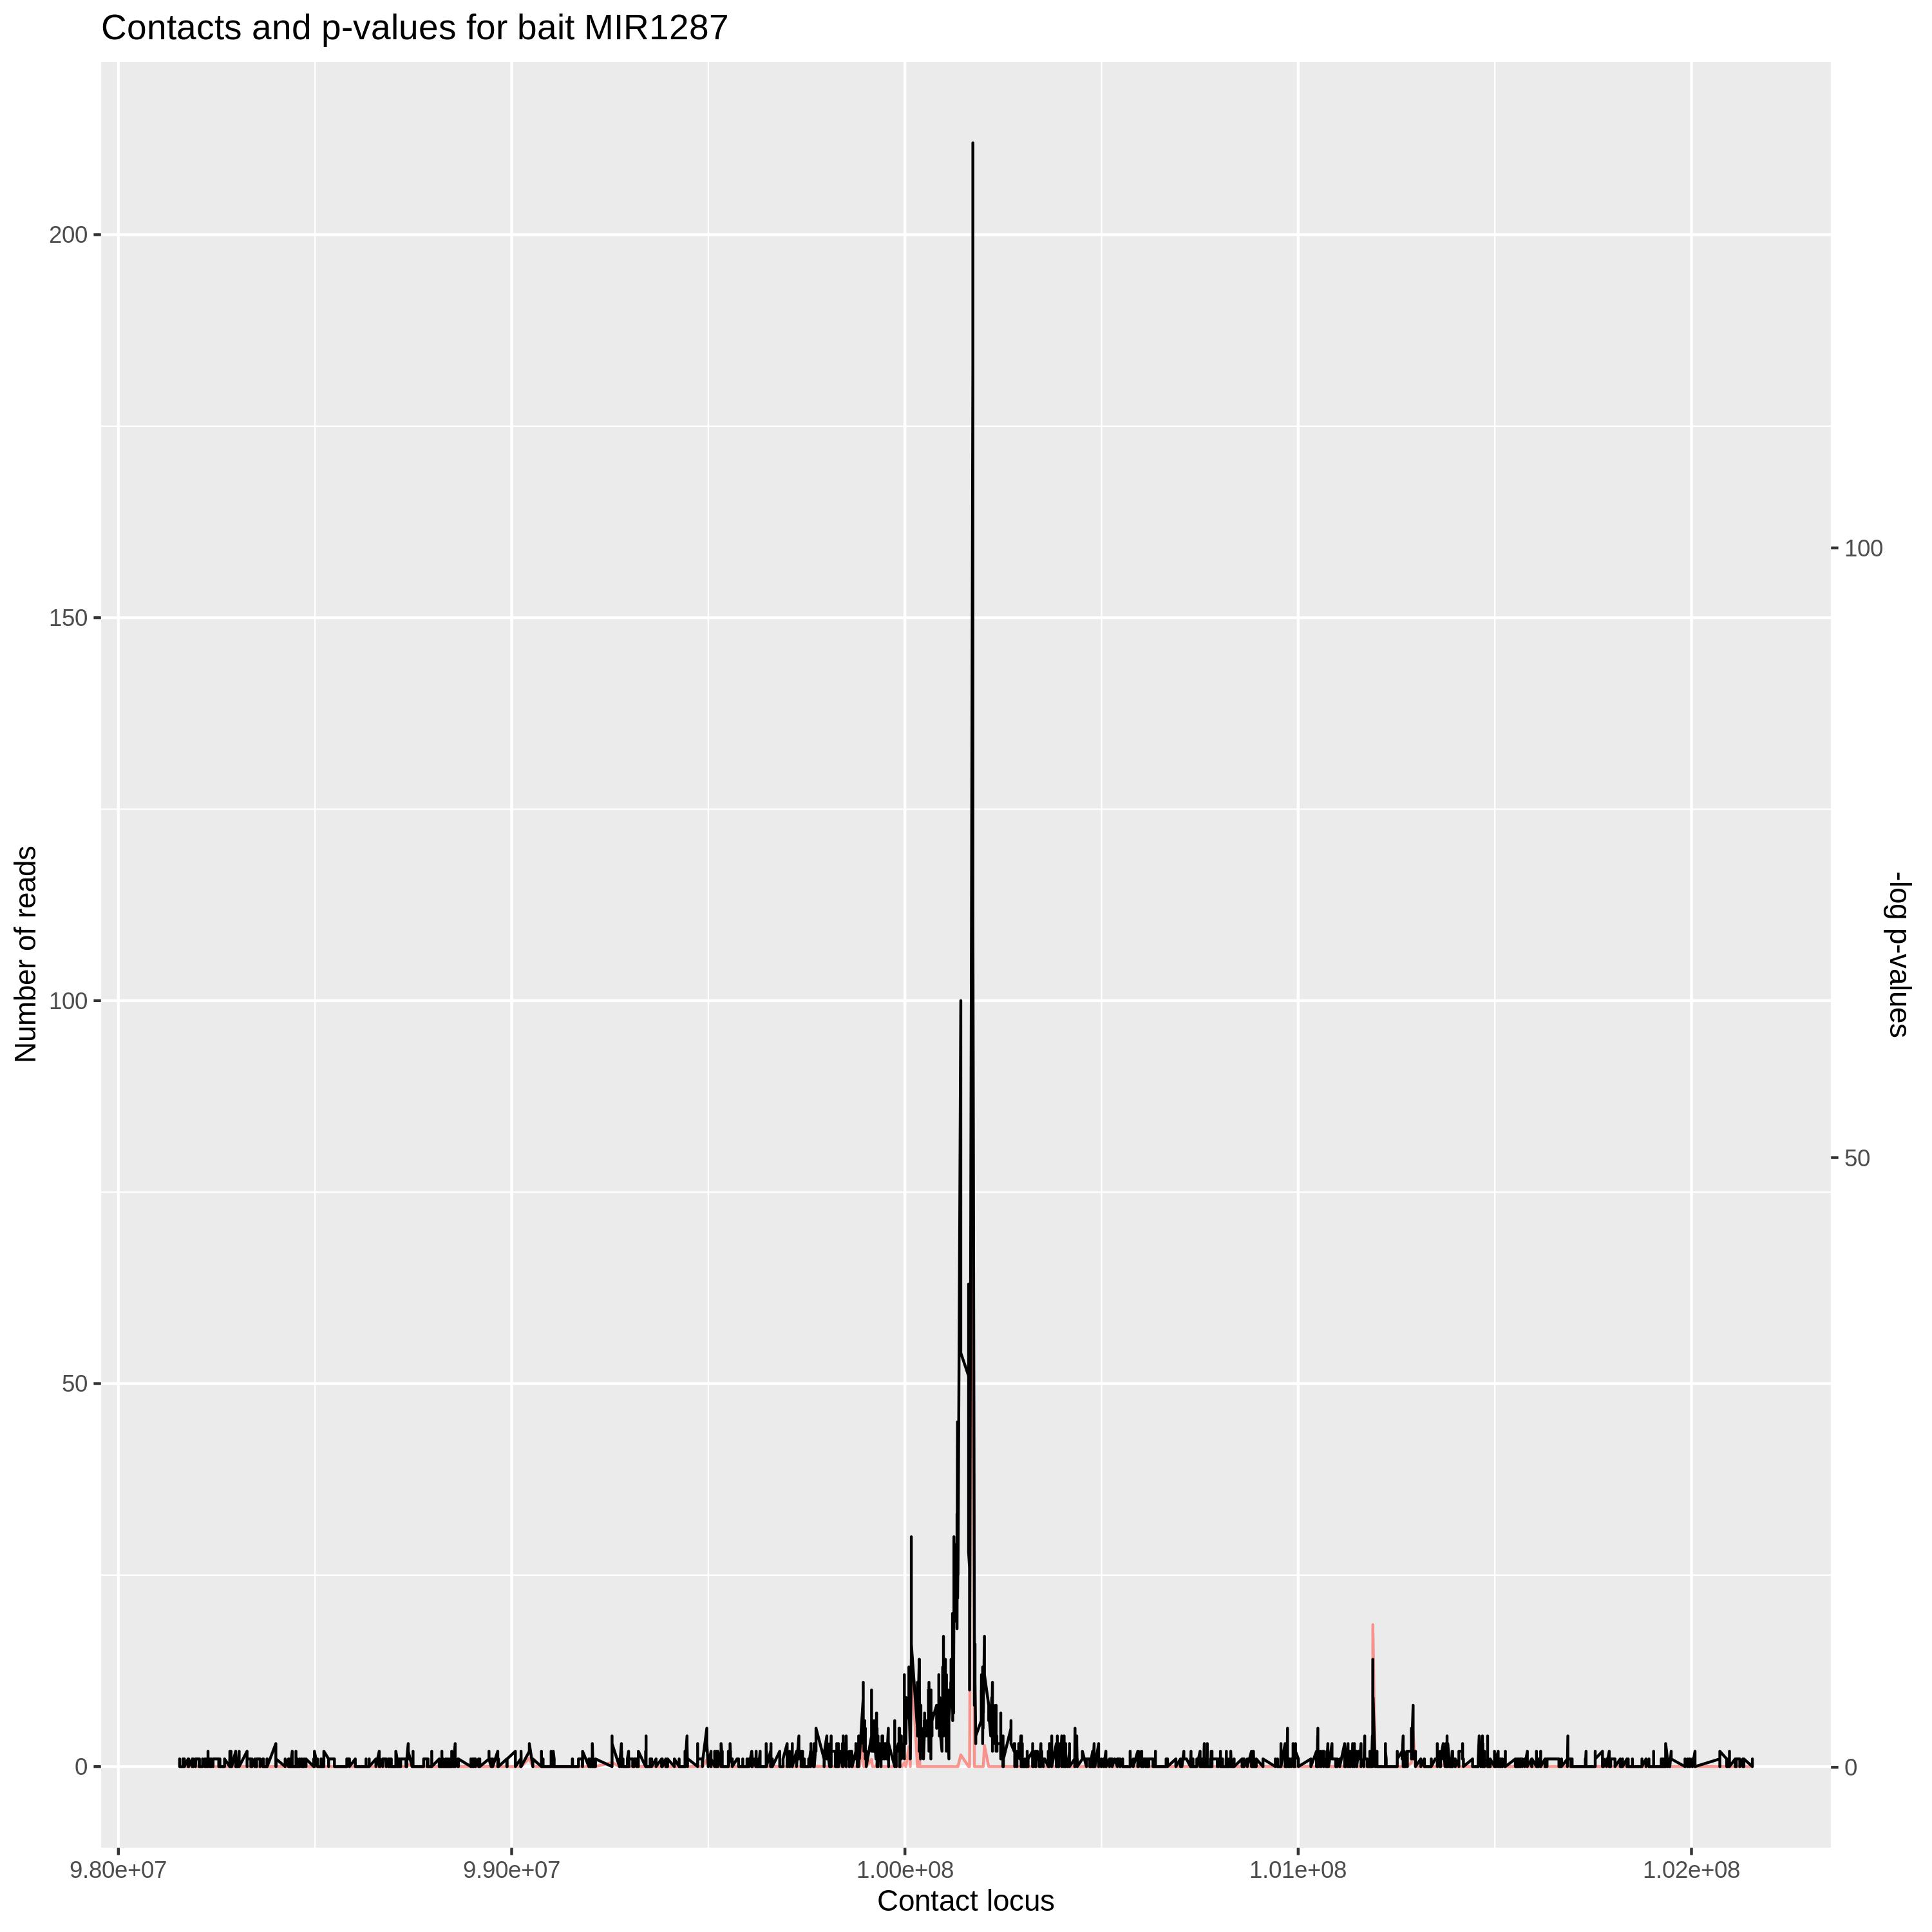 Contacts and p-values for bait MIR1287
200
150
100
50
0
Number of reads
100
50
0
-log p-values
9.80e+07
9.90e+07
1.00e+08
1.01e+08
1.02e+08
Contact locus